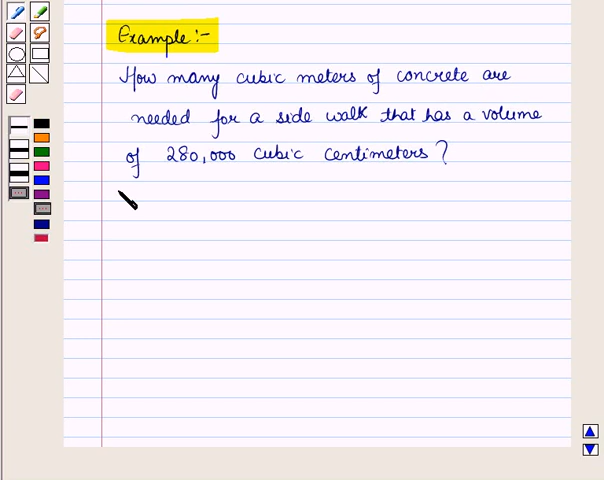 Example:-
How many cubic meters of concrete are
needed for a side walk that has a volume
of 280,000 cubic centimeters?